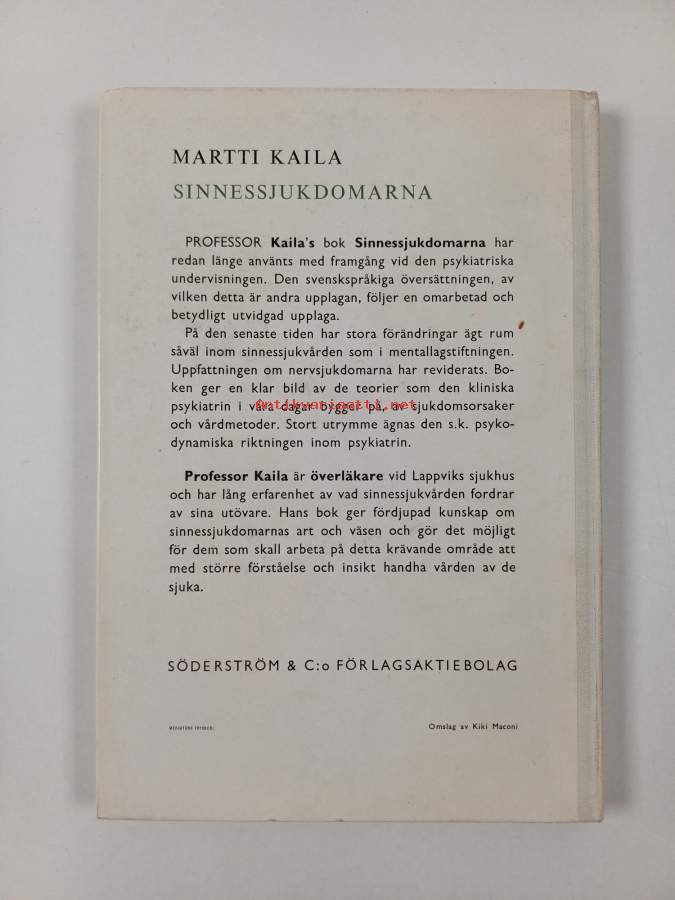 MARTTI KAILA
SINNESSJUKDOMARNA
PROFESSOR Kaila's bok Sinnessjukdomarna har
redan länge använts med framgång vid den psykiatriska
undervisningen. Den svenskspråkiga översättningen, av
vilken detta är andra upplagan, följer en omarbetad och
betydligt utvidgad upplaga.
På den senaste tiden har stora förändringar ägt rum
såväl inom sinnessjukvården som i mentallagstiftningen.
Uppfattningen om nervsjukdomarna har reviderats. Bo-
ken ger en klar bild av de teorier som den kliniska
psykiatrin i våra dagar bygger på, av sjukdomsorsaker
Antikvariaatti.net
och vårdmetoder. Stort utrymme ägnas den s.k. psyko-
dynamiska riktningen inom psykiatrin.
Professor Kaila är överläkare vid Lappviks sjukhus
och har lång erfarenhet av vad sinnessjukvården fordrar
av sina utövare. Hans bok ger fördjupad kunskap om
sinnessjukdomarnas art och väsen och gör det möjligt
för dem som skall arbeta på detta krävande område att
med större förståelse och insikt handha vården av de
sjuka.
SÖDERSTRÖM & C:o FÖRLAGSAKTIEBOLAG
Omslag av Kiki Maconi